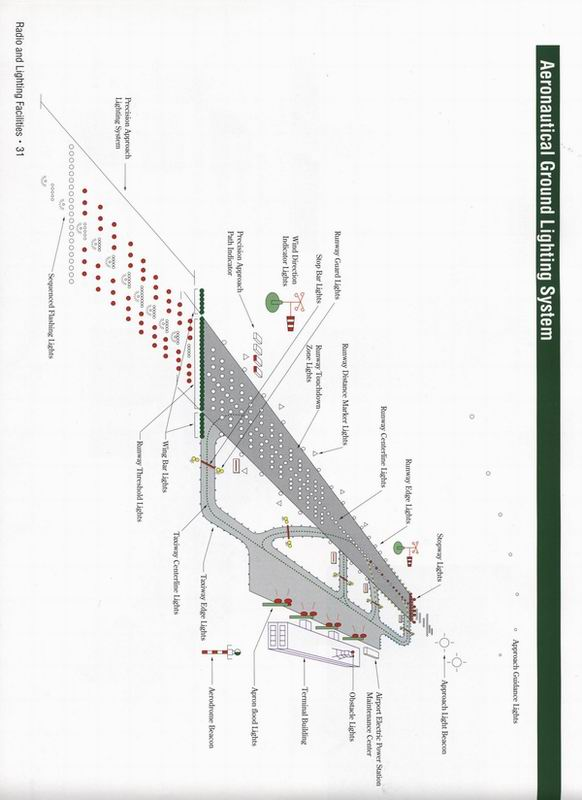 Aeronautical Ground Lighting System
Approach Guidance Lights
Approach Light Beacon
Stopway Lights
Runway Edge Lights
Runway Centerline Lights
Runway Distance Marker Lights
Runway Touchdown
Zone Lights
Runway Guard Lights
Stop Bar Lights
Wind Direction
Indicator Lights
Precision Approach
Path Indicator
Precision Approach
Lighting System
Airport Electric Power Station
Maintenance Center
Obstacle Lights
Terminal Building
Apron flood Lights
Aerodrome Beacon
Taxiway Edge Lights
Taxiway Centerline Lights
Wing Bar Lights
Runway Threshold Lights
Sequenced Flashing Lights
Radio and Lighting Facilities • 31